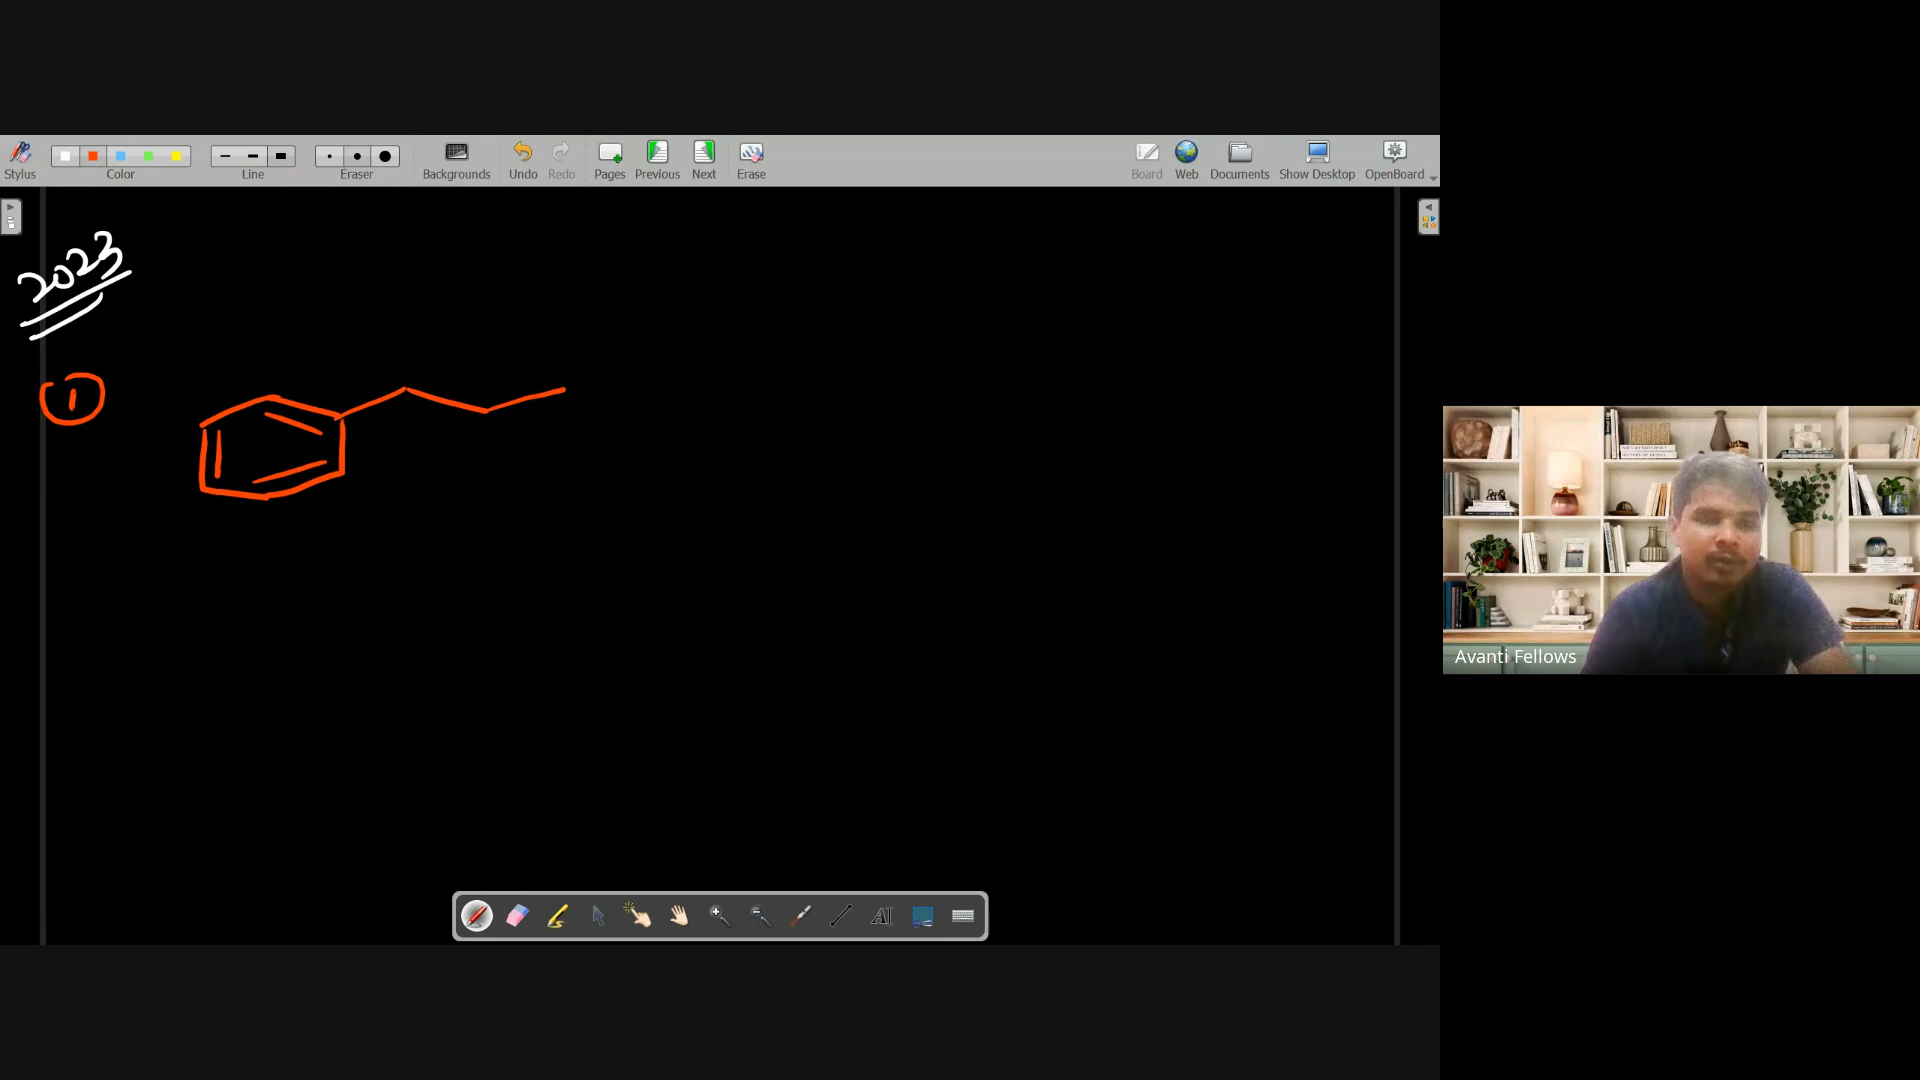 Stylus Color Line Eraser Backgrounds Undo Redo Pages Previous Next Erase Board Web Documents Show Desktop OpenBoard
2023
1
AI
Avanti Fellows